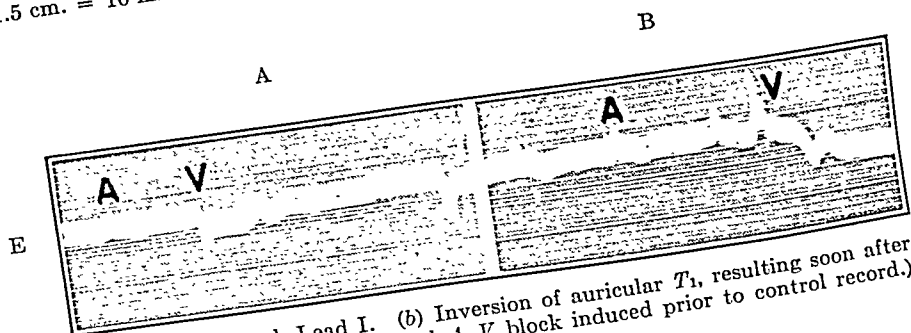 .5 cm. = 10
B
A
A V
A V
E
Lead I. (b) Inversion of auricular T1, resulting soon after
V block induced prior to control record.)